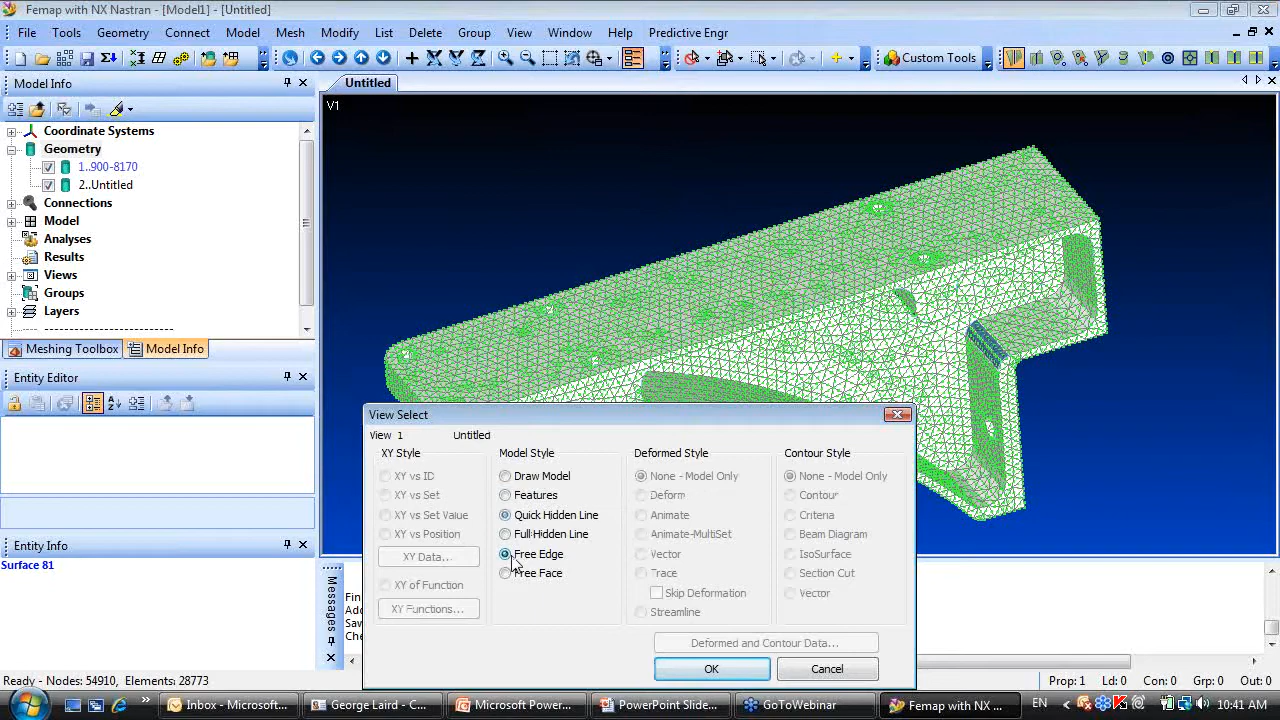 Femap with NX Nastran - [Model1] - [Untitled]
File Tools Geometry Connect Model Mesh Modify List Delete Group View Window Help Predictive Engr
Custom Tools
Model Info
Untitled
V1
Coordinate Systems
Geometry
1..900-8170
2..Untitled
Connections
Model
Analyses
Results
Views
Groups
Layers
Meshing Toolbox Model Info
Entity Editor
Entity Info
Surface 81
Messages
Fin
Add
Sav
Che
View Select
View 1 Untitled
XY Style
XY vs ID
XY vs Set
XY vs Set Value
XY vs Position
XY Data...
XY of Function
XY Functions...
Model Style
Draw Model
Features
Quick Hidden Line
Full Hidden Line
Free Edge
Free Face
Deformed Style
None - Model Only
Deform
Animate
Animate-MultiSet
Vector
Trace
Skip Deformation
Streamline
Contour Style
None - Model Only
Contour
Criteria
Beam Diagram
IsoSurface
Section Cut
Vector
Deformed and Contour Data...
OK Cancel
Ready - Nodes: 54910, Elements: 28773 Prop: 1 Ld: 0 Con: 0 Grp: 0 Out: 0
Inbox - Microsoft... George Laird - C... Microsoft Power... PowerPoint Slide... GoToWebinar Femap with NX ... EN 10:41 AM